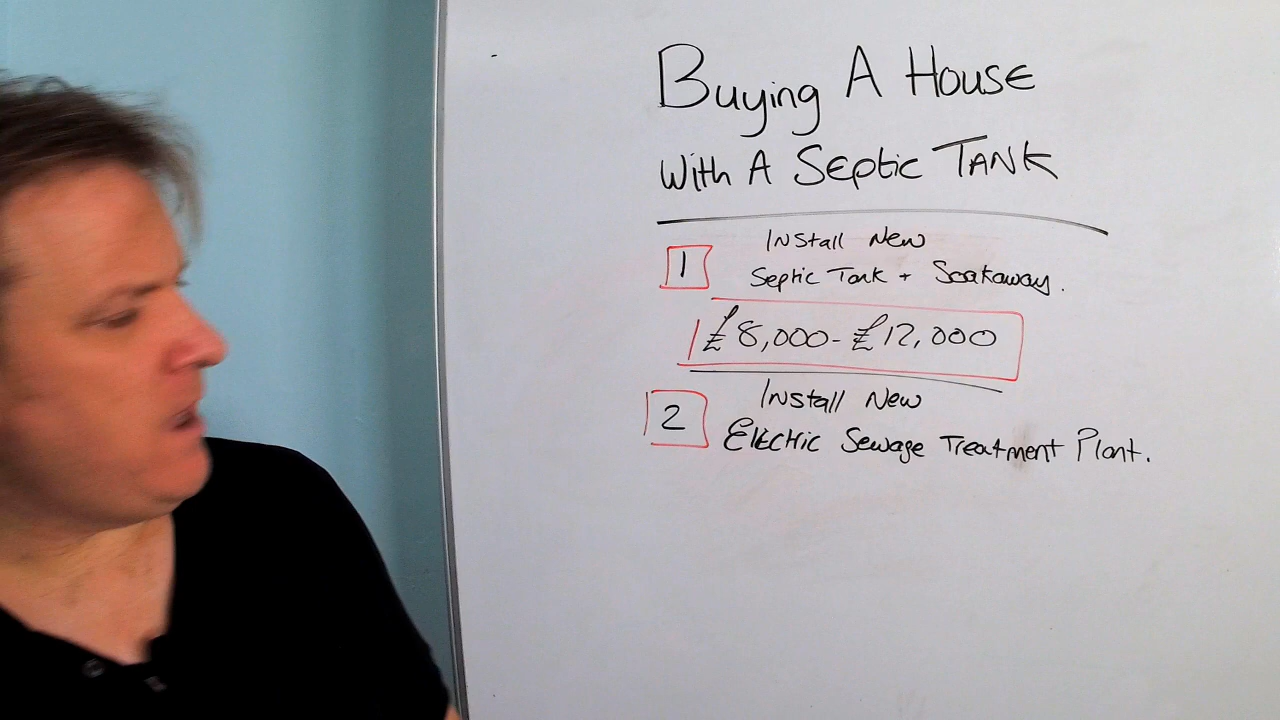 Buying A House
With A Septic Tank
1
Install New
Septic Tank + Soakaway.
£8,000-£12,000
2
Install New
Electric Sewage Treatment Plant.